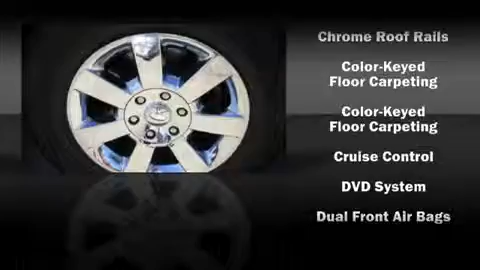 Chrome Roof Rails
Color-Keyed
Floor Carpeting
Color-Keyed
Floor Carpeting
Cruise Control
DVD System
Dual Front Air Bags